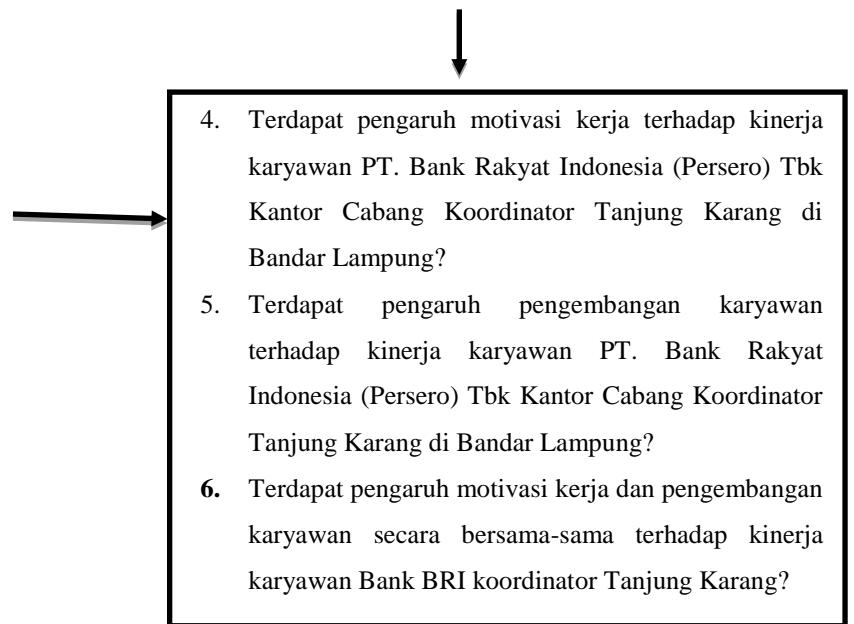 4. Terdapat pengaruh motivasi kerja terhadap kinerja
karyawan PT. Bank Rakyat Indonesia (Persero) Tbk
Kantor Cabang Koordinator Tanjung Karang di
Bandar Lampung?
5. Terdapat pengaruh pengembangan karyawan
terhadap kinerja karyawan PT. Bank Rakyat
Indonesia (Persero) Tbk Kantor Cabang Koordinator
Tanjung Karang di Bandar Lampung?
6. Terdapat pengaruh motivasi kerja dan pengembangan
karyawan secara bersama-sama terhadap kinerja
karyawan Bank BRI koordinator Tanjung Karang?